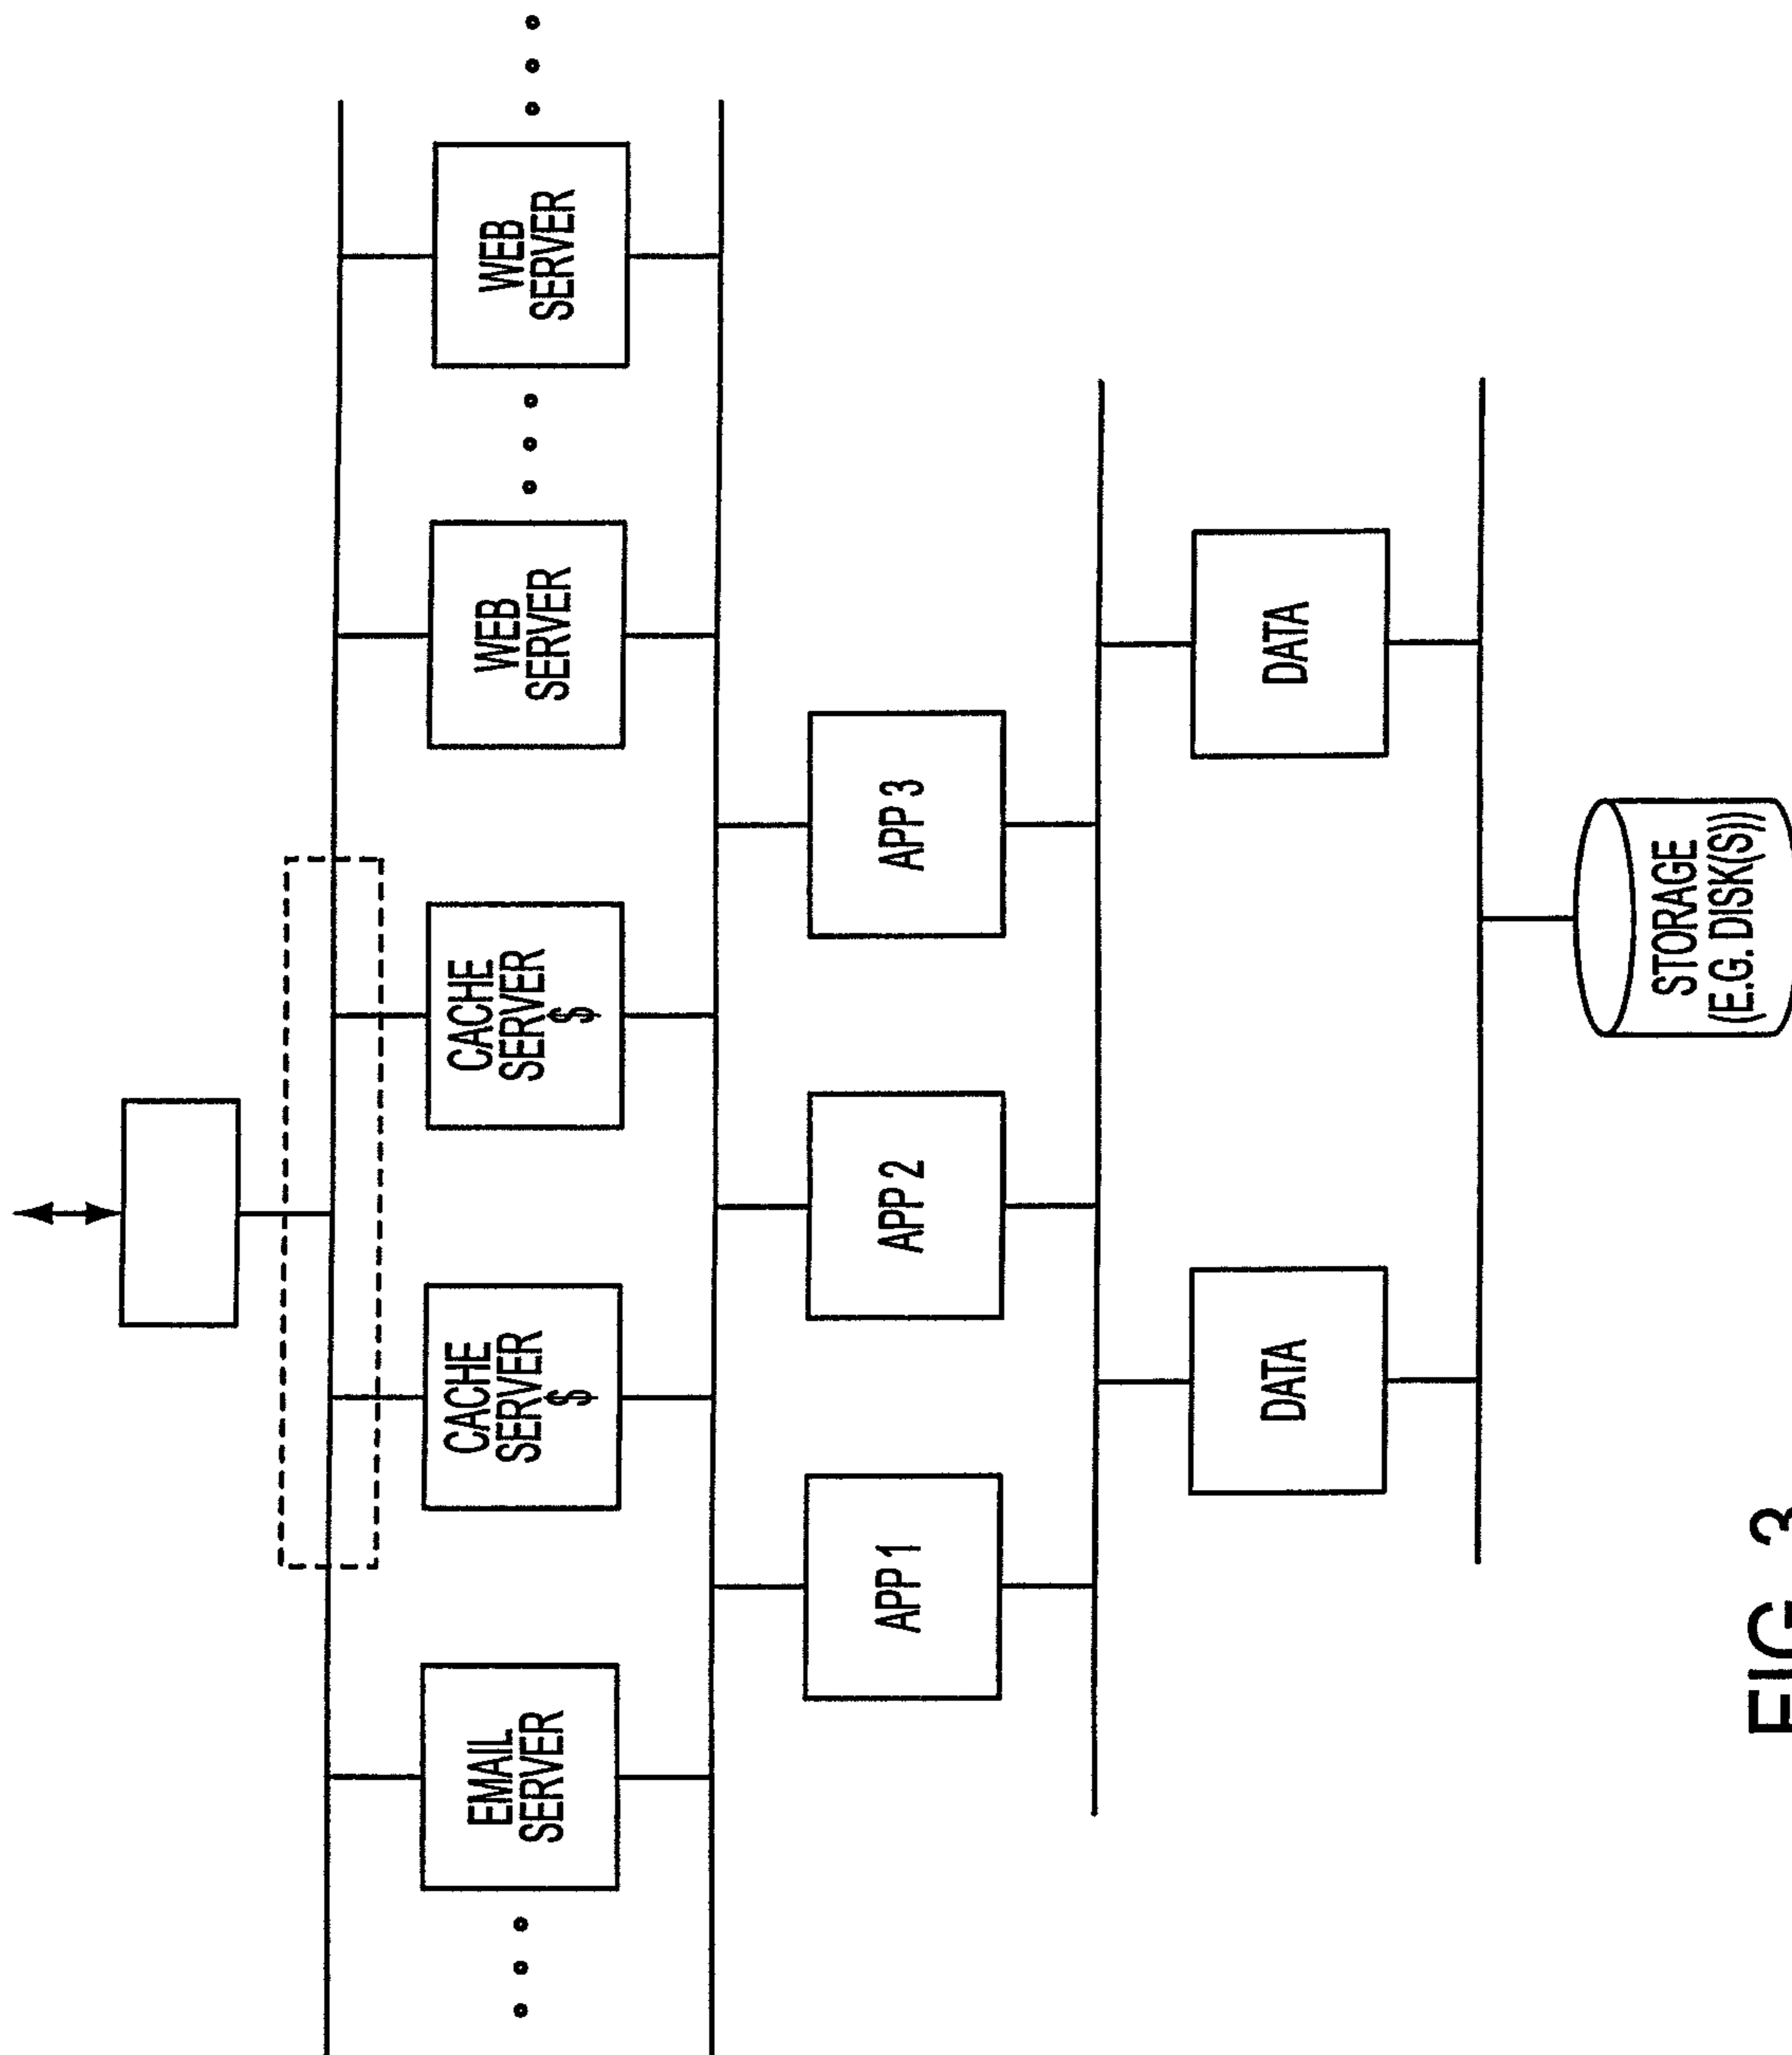 EMAIL
SERVER
CACHE
SERVER
$
CACHE
SERVER
$
WEB
SERVER
WEB
SERVER
APP 1
APP 2
APP 3
DATA
DATA
STORAGE
(E.G. DISK(S))
FIG. 3